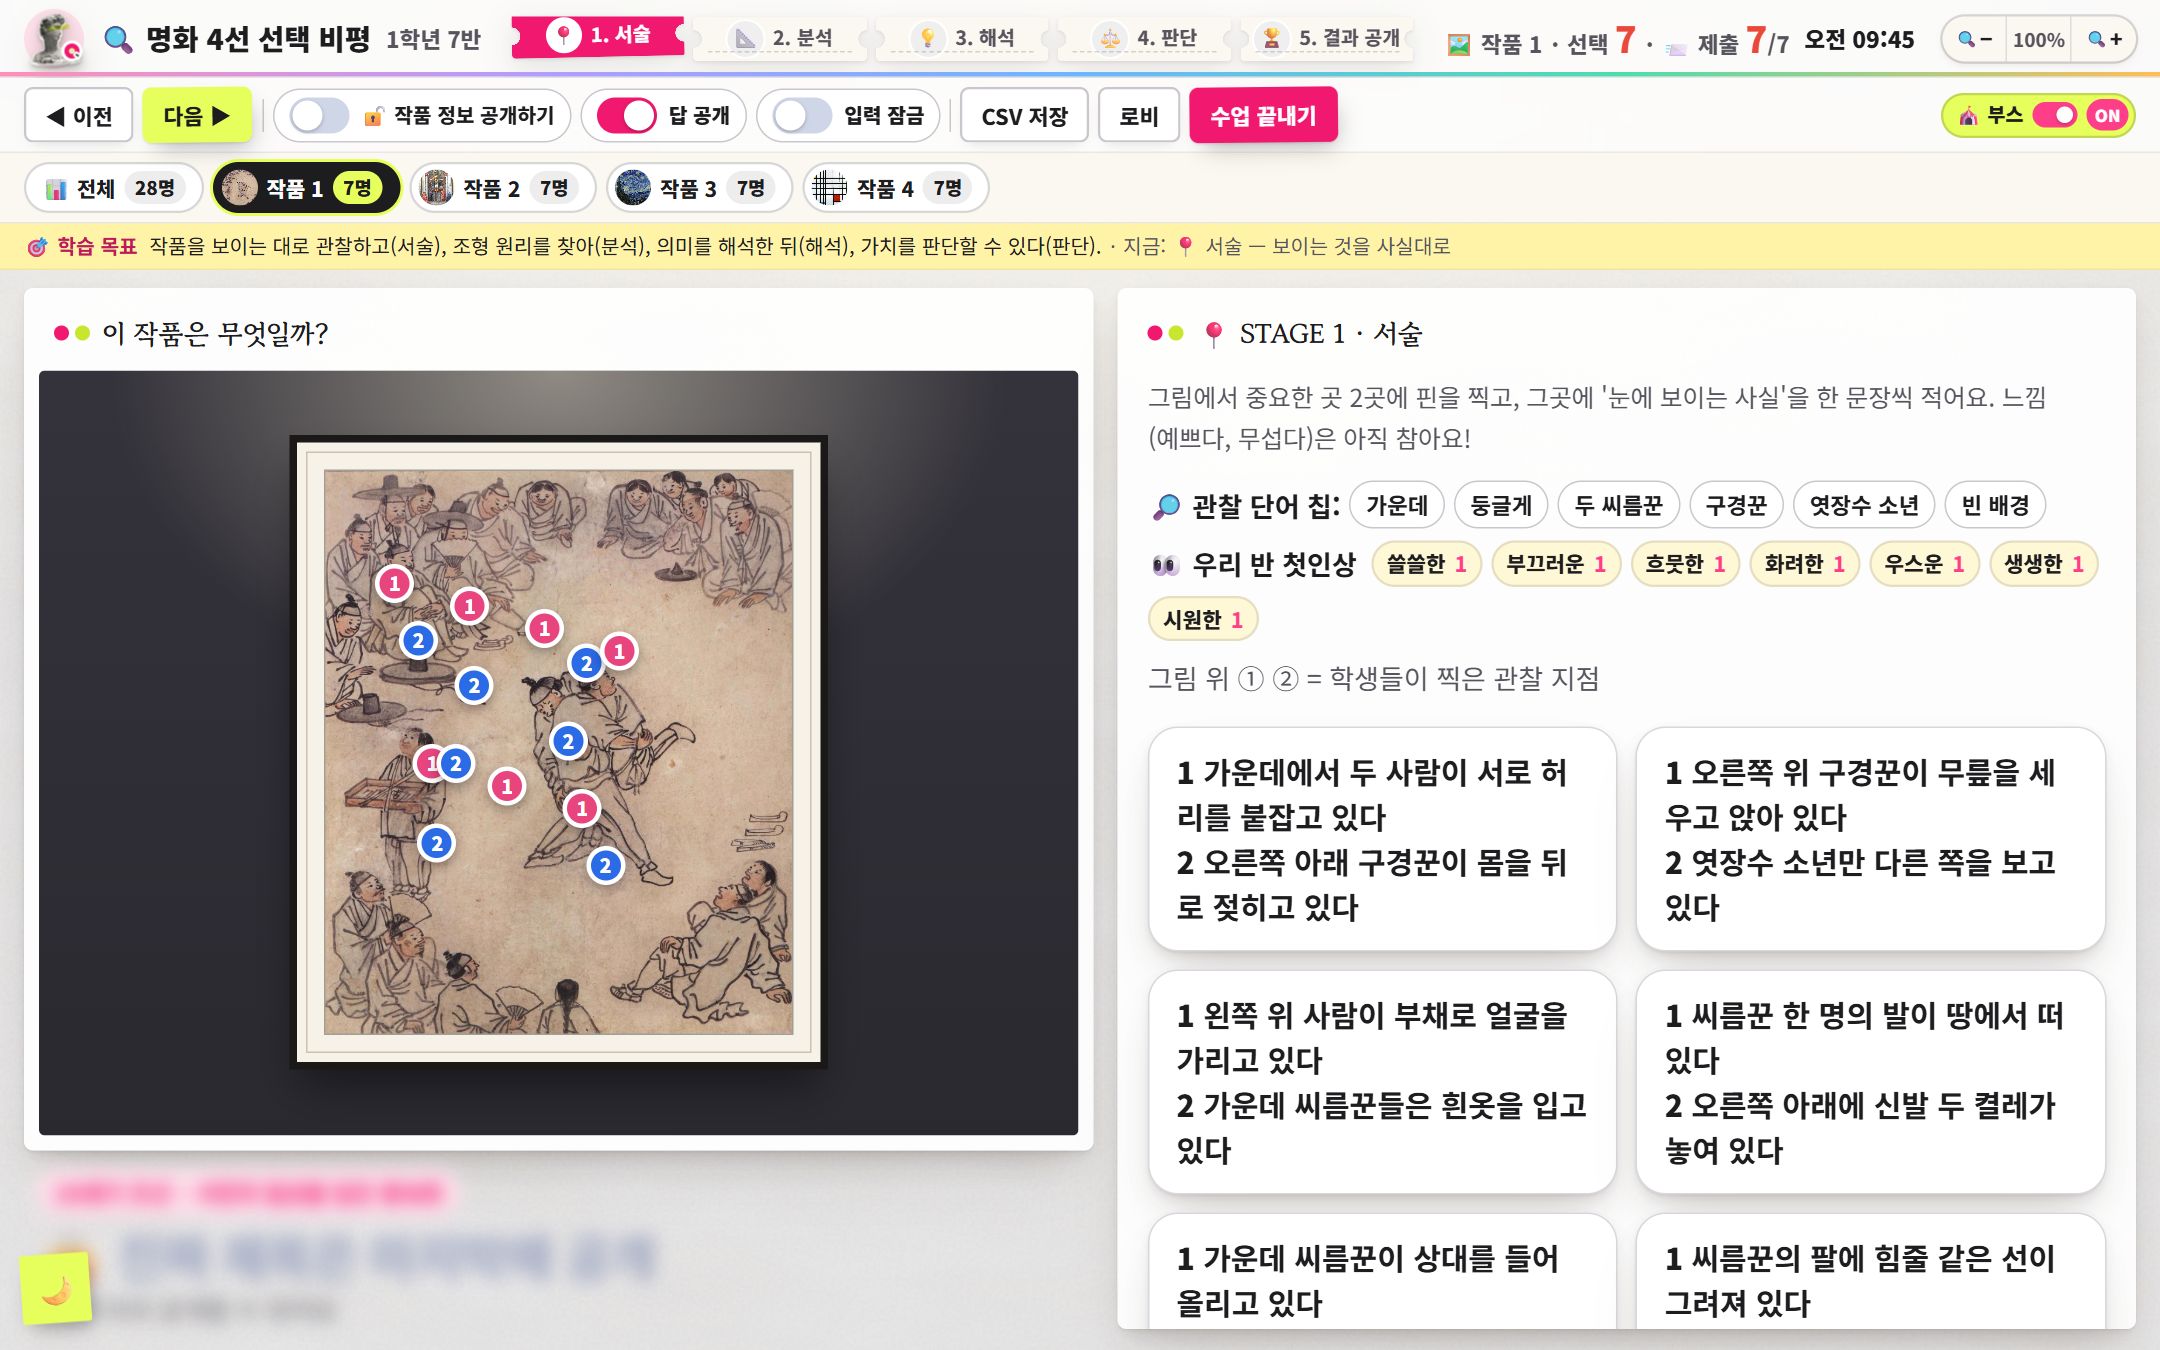 명화 4선 선택 비평 1학년 7반
1. 서술
2. 분석
3. 해석
4. 판단
5. 결과 공개
작품 1 · 선택 7 · 제출 7/7 오전 09:45
− 100% +
◀ 이전
다음 ▶
작품 정보 공개하기
답 공개
입력 잠금
CSV 저장
로비
수업 끝내기
부스 ON
전체 28명
작품 1 7명
작품 2 7명
작품 3 7명
작품 4 7명
학습 목표 작품을 보이는 대로 관찰하고(서술), 조형 원리를 찾아(분석), 의미를 해석한 뒤(해석), 가치를 판단할 수 있다(판단). · 지금: 서술 — 보이는 것을 사실대로
이 작품은 무엇일까?
1
1
1
1
2
2
2
2
1
2
1
1
2
2
STAGE 1 · 서술
그림에서 중요한 곳 2곳에 핀을 찍고, 그곳에 '눈에 보이는 사실'을 한 문장씩 적어요. 느낌
(예쁘다, 무섭다)은 아직 참아요!
관찰 단어 칩: 가운데 둥글게 두 씨름꾼 구경꾼 엿장수 소년 빈 배경
우리 반 첫인상 쓸쓸한 1 부끄러운 1 흐뭇한 1 화려한 1 우스운 1 생생한 1
시원한 1
그림 위 ① ② = 학생들이 찍은 관찰 지점
1 가운데에서 두 사람이 서로 허
리를 붙잡고 있다
2 오른쪽 아래 구경꾼이 몸을 뒤
로 젖히고 있다
1 오른쪽 위 구경꾼이 무릎을 세
우고 앉아 있다
2 엿장수 소년만 다른 쪽을 보고
있다
1 왼쪽 위 사람이 부채로 얼굴을
가리고 있다
2 가운데 씨름꾼들은 흰옷을 입고
있다
1 씨름꾼 한 명의 발이 땅에서 떠
있다
2 오른쪽 아래에 신발 두 켤레가
놓여 있다
1 가운데 씨름꾼이 상대를 들어
올리고 있다
1 씨름꾼의 팔에 힘줄 같은 선이
그려져 있다